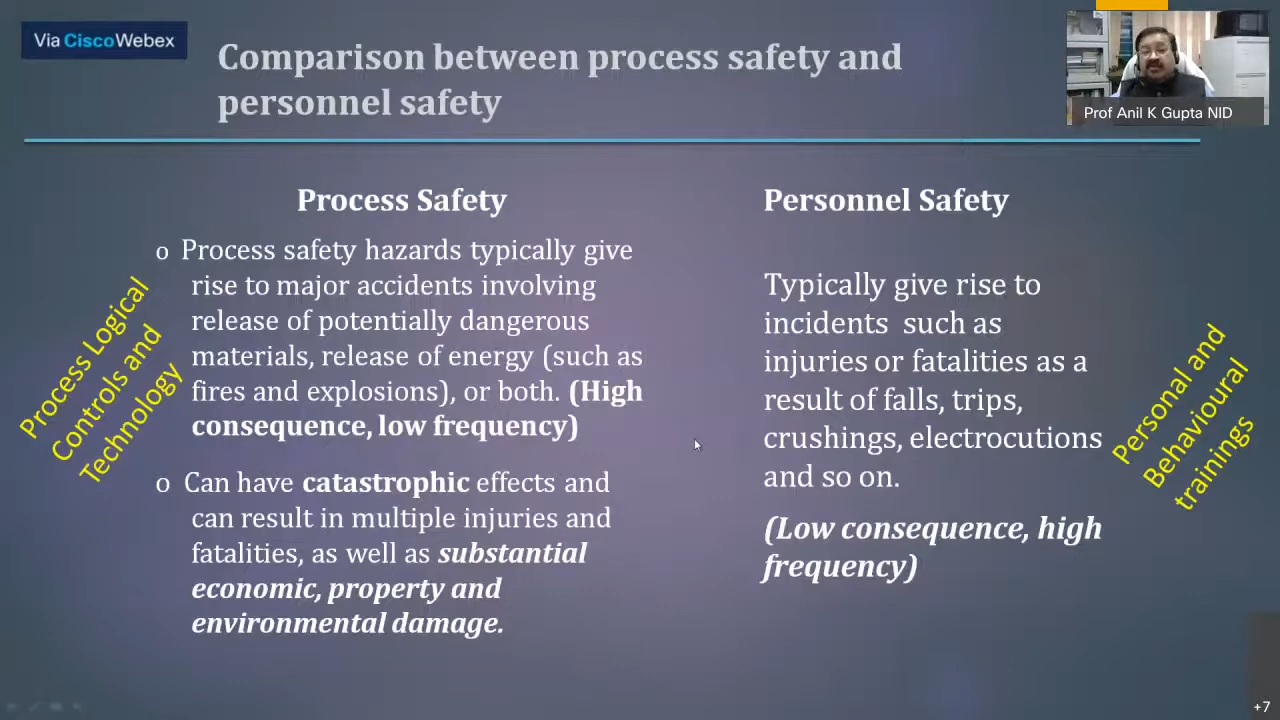 Via CiscoWebex
Comparison between process safety and
personnel safety
Prof Anil K Gupta NID
Process Safety
o Process safety hazards typically give
rise to major accidents involving
release of potentially dangerous
materials, release of energy (such as
fires and explosions), or both. (High
consequence, low frequency)
o Can have catastrophic effects and
can result in multiple injuries and
fatalities, as well as substantial
economic, property and
environmental damage.
Process Logical
Controls and
Technology
Personnel Safety
Typically give rise to
incidents such as
injuries or fatalities as a
result of falls, trips,
crushings, electrocutions
and so on.
(Low consequence, high
frequency)
Personal and
Behavioural
trainings
+7